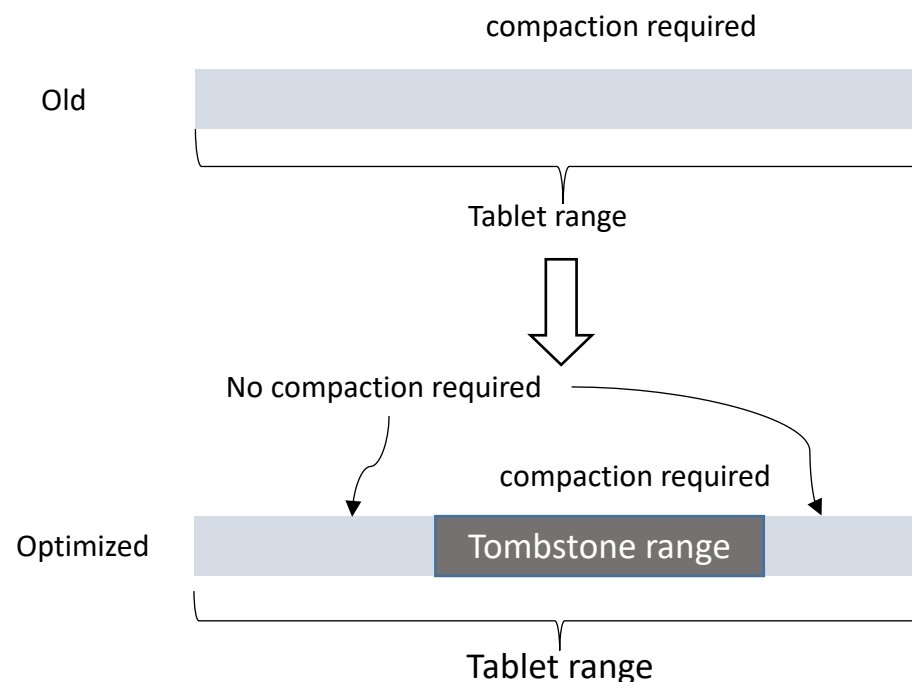 compaction required
Old
Tablet range
No compaction required
compaction required
Optimized
Tombstone range
Tablet range